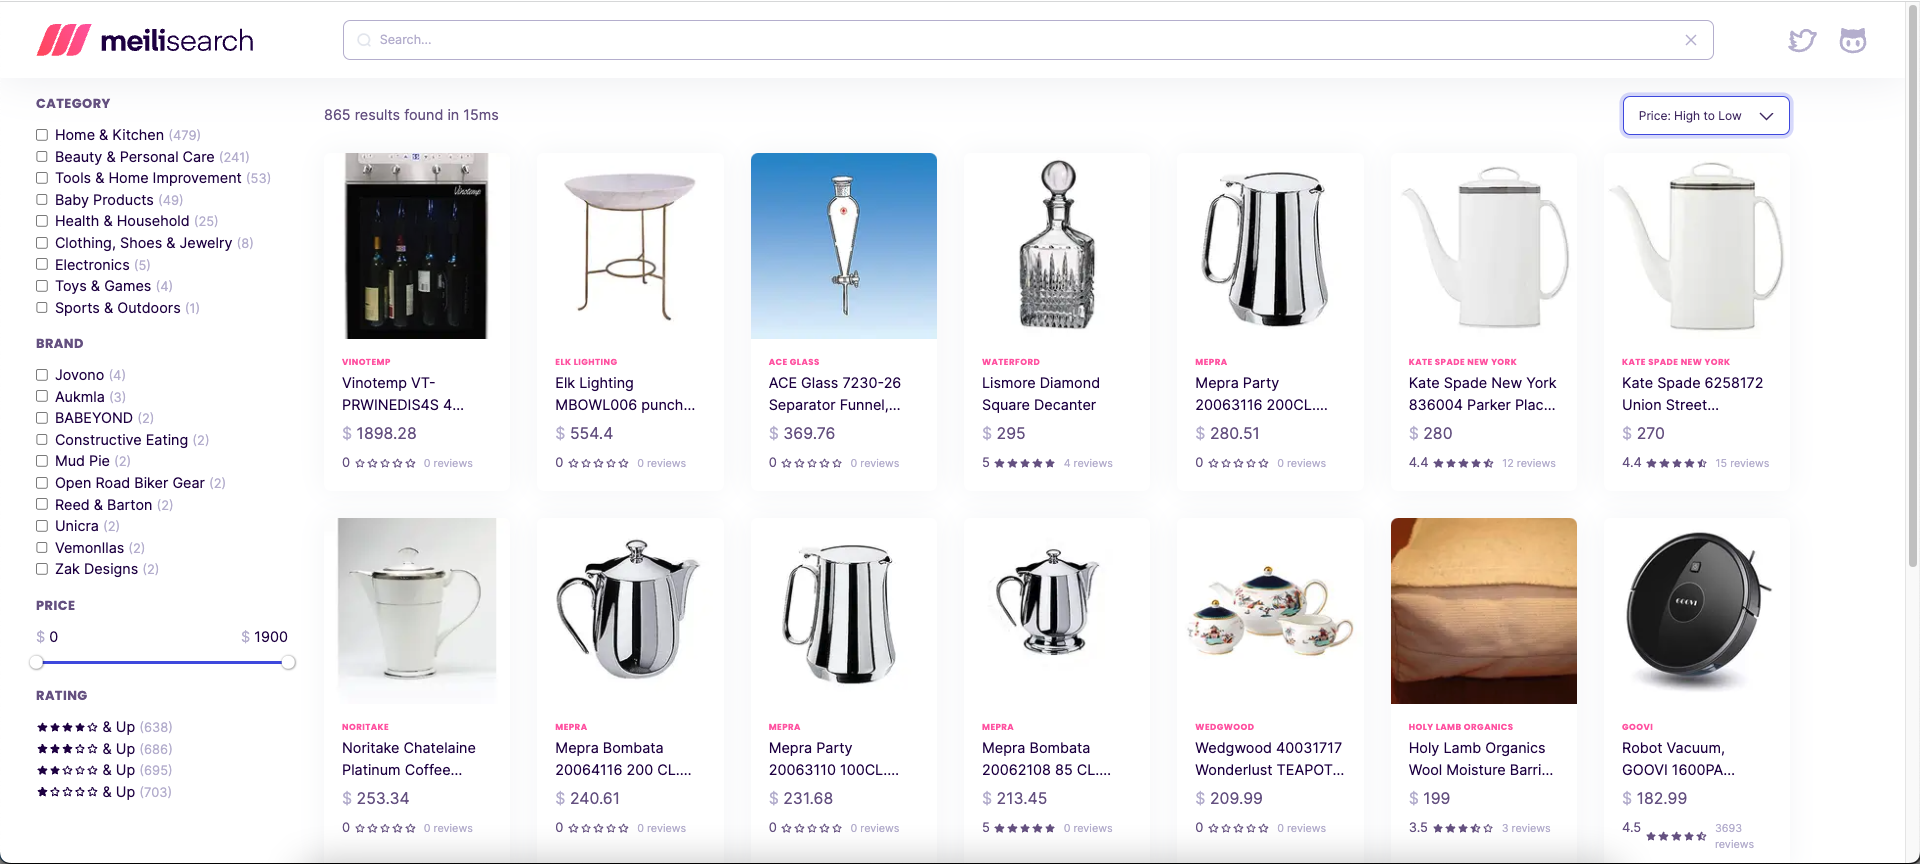 meilisearch
Search...
CATEGORY
Home & Kitchen (479)
Beauty & Personal Care (241)
Tools & Home Improvement (53)
Baby Products (49)
Health & Household (25)
Clothing, Shoes & Jewelry (8)
Electronics (5)
Toys & Games (4)
Sports & Outdoors (1)
BRAND
Jovono (4)
Aukmla (3)
BABEYOND (2)
Constructive Eating (2)
Mud Pie (2)
Open Road Biker Gear (2)
Reed & Barton (2)
Unicra (2)
Vemonllas (2)
Zak Designs (2)
PRICE
$ 0 $ 1900
RATING
& Up (638)
& Up (686)
& Up (695)
& Up (703)
865 results found in 15ms
Price: High to Low
Vinotemp
VINOTEMP
Vinotemp VT-
PRWINEDIS4S 4...
$ 1898.28
0 0 reviews
ELK LIGHTING
Elk Lighting
MBOWL006 punch...
$ 554.4
0 0 reviews
ACE GLASS
ACE Glass 7230-26
Separator Funnel,...
$ 369.76
0 0 reviews
WATERFORD
Lismore Diamond
Square Decanter
$ 295
5 4 reviews
MEPRA
Mepra Party
20063116 200CL....
$ 280.51
0 0 reviews
KATE SPADE NEW YORK
Kate Spade New York
836004 Parker Plac...
$ 280
4.4 12 reviews
KATE SPADE NEW YORK
Kate Spade 6258172
Union Street...
$ 270
4.4 15 reviews
NORITAKE
Noritake Chatelaine
Platinum Coffee...
$ 253.34
0 0 reviews
MEPRA
Mepra Bombata
20064116 200 CL....
$ 240.61
0 0 reviews
MEPRA
Mepra Party
20063110 100CL....
$ 231.68
0 0 reviews
MEPRA
Mepra Bombata
20062108 85 CL....
$ 213.45
5 0 reviews
WEDGWOOD
Wedgwood 40031717
Wonderlust TEAPOT...
$ 209.99
0 0 reviews
HOLY LAMB ORGANICS
Holy Lamb Organics
Wool Moisture Barri...
$ 199
3.5 3 reviews
GOOVI
GOOVI
Robot Vacuum,
GOOVI 1600PA...
$ 182.99
4.5 3693
reviews